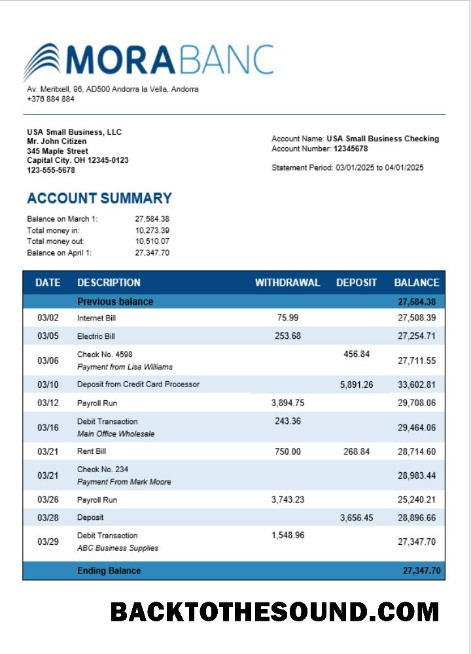 MORABANC
Av. Meritxell, 96, AD500 Andorra la Vella, Andorra
+376 884 884
USA Small Business, LLC
Mr. John Citizen
345 Maple Street
Capital City. OH 12345-0123
123-555-5678
Account Name: USA Small Business Checking
Account Number: 12345678
Statement Period: 03/01/2025 to 04/01/2025
ACCOUNT SUMMARY
Balance on March 1: 27,584.38
Total money in: 10,273.39
Total money out: 10,510.07
Balance on April 1: 27,347.70
DATE DESCRIPTION WITHDRAWAL DEPOSIT BALANCE
Previous balance 27,584.38
03/02 Internet Bill 75.99 27,508.39
03/05 Electric Bill 253.68 27,254.71
03/06 Check No. 4598 456.84 27,711.55
Payment from Lisa Williams
03/10 Deposit from Credit Card Processor 5,891.26 33,602.81
03/12 Payroll Run 3,894.75 29,708.06
03/16 Debit Transaction 243.36 29,464.06
Main Office Wholesale
03/21 Rent Bill 750.00 268.84 28,714.60
03/21 Check No. 234 28,983.44
Payment From Mark Moore
03/26 Payroll Run 3,743.23 25,240.21
03/28 Deposit 3,656.45 28,896.66
03/29 Debit Transaction 1,548.96 27,347.70
ABC Business Supplies
Ending Balance 27,347.70
BACKTOTHESOUND.COM